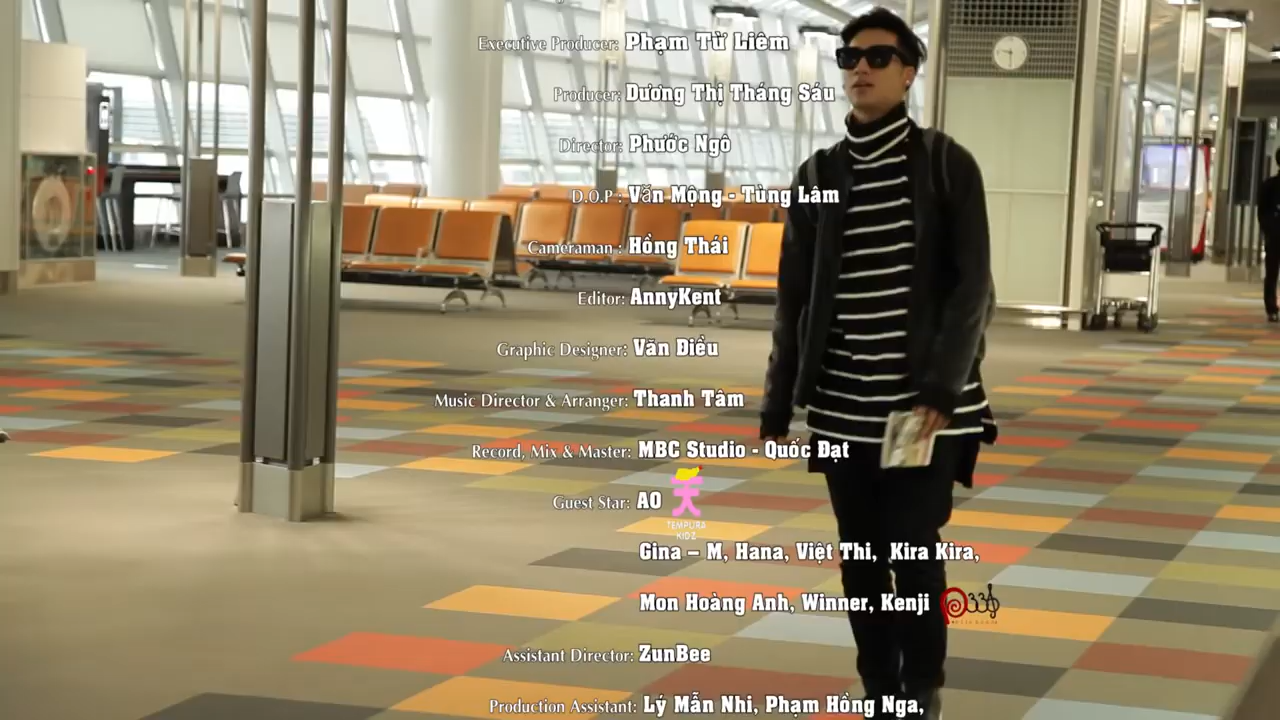 Executive Producer: Phạm Từ Liêm
Producer: Dương Thị Tháng Sáu
Director: Phước Ngô
D.O.P : Vẫn Mộng - Tùng Lâm
Cameraman : Hồng Thái
Editor: AnnyKent
Graphic Designer: Văn Điều
Music Director & Arranger: Thanh Tâm
Record, Mix & Master: MBC Studio - Quốc Đạt
Guest Star: AO
TEMPURA
KIDZ
Gina – M, Hana, Việt Thi, Kira Kira,
Mon Hoàng Anh, Winner, Kenji
Assistant Director: ZunBee
Production Assistant: Lý Mẫn Nhi, Phạm Hồng Nga,